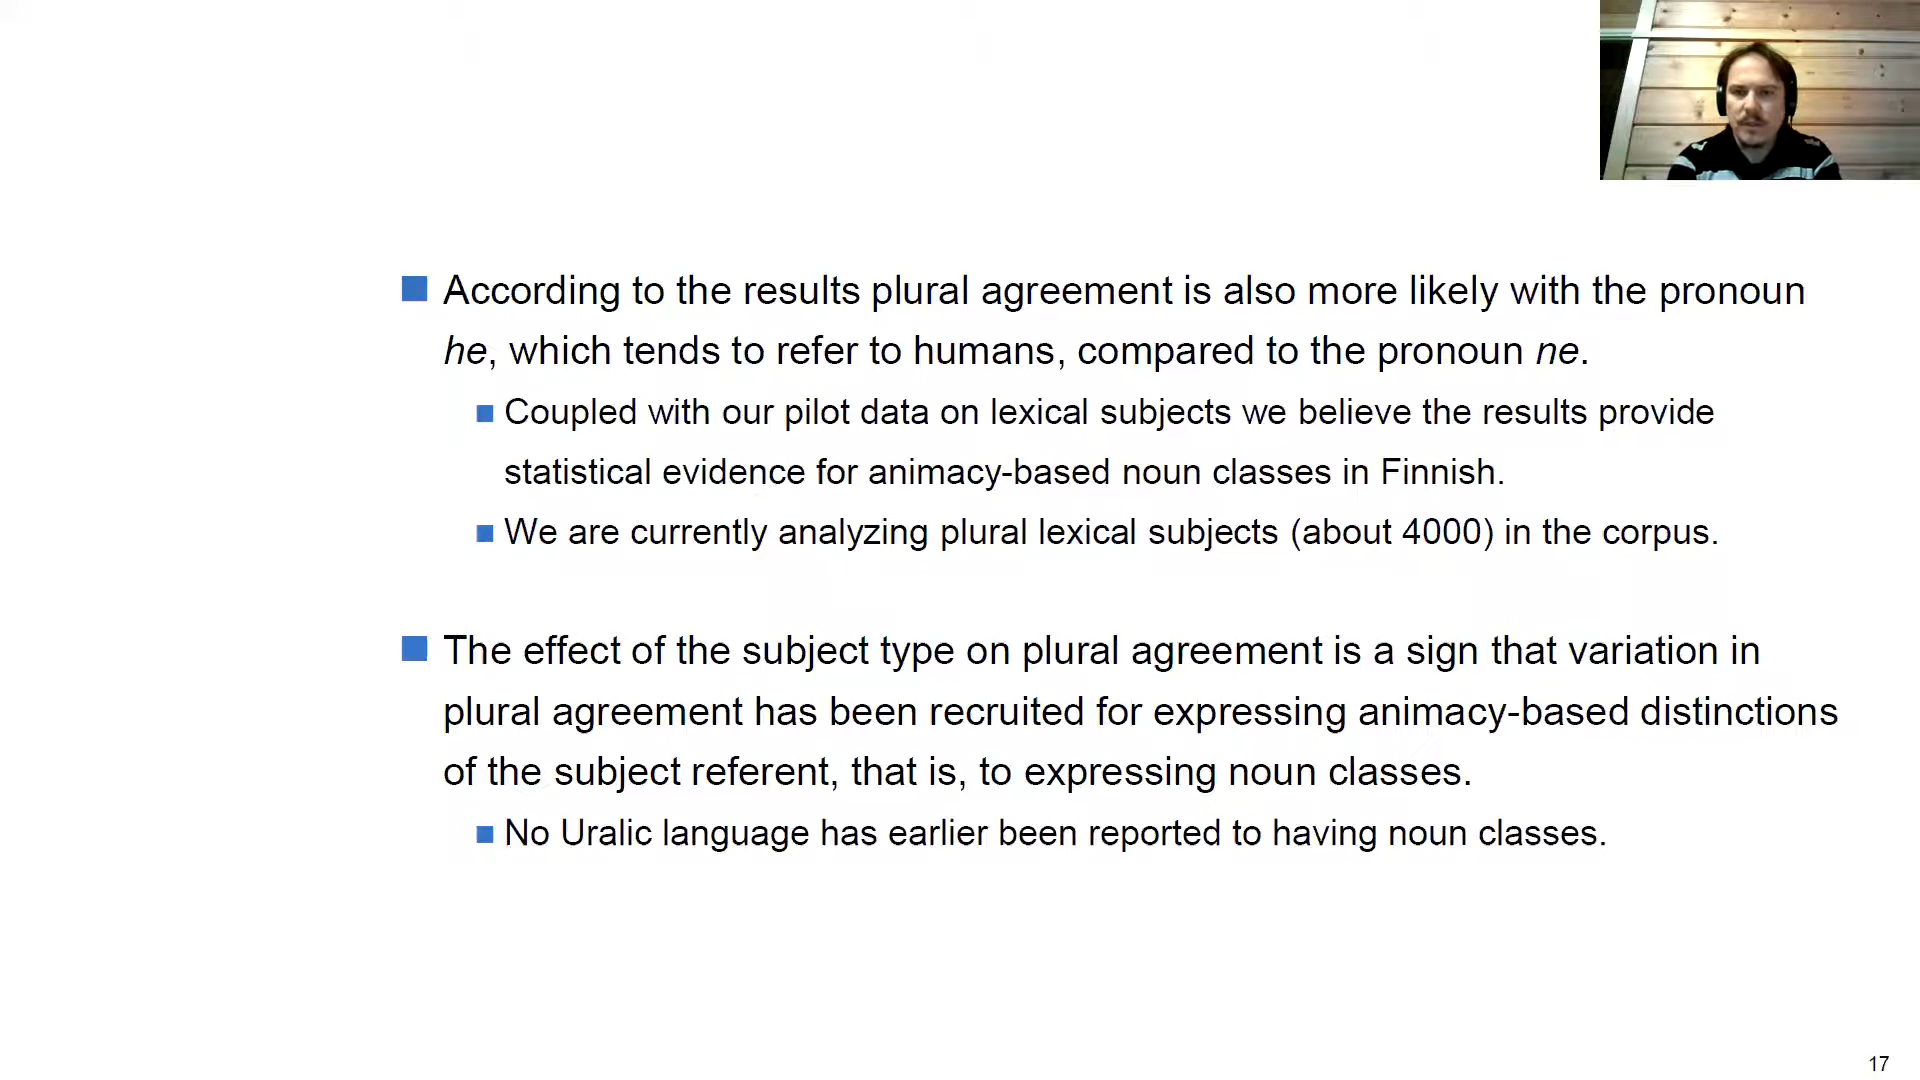 According to the results plural agreement is also more likely with the pronoun
he, which tends to refer to humans, compared to the pronoun ne.
Coupled with our pilot data on lexical subjects we believe the results provide
statistical evidence for animacy-based noun classes in Finnish.
We are currently analyzing plural lexical subjects (about 4000) in the corpus.
The effect of the subject type on plural agreement is a sign that variation in
plural agreement has been recruited for expressing animacy-based distinctions
of the subject referent, that is, to expressing noun classes.
No Uralic language has earlier been reported to having noun classes.
17